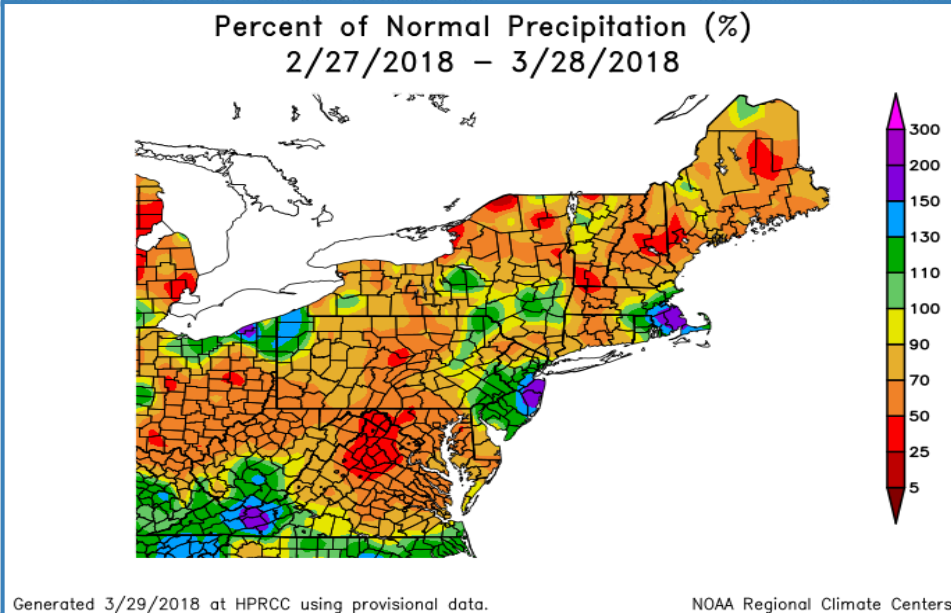 Percent of Normal Precipitation (%)
2/27/2018 – 3/28/2018
300
200
150
130
110
100
90
70
50
25
5
Generated 3/29/2018 at HPRCC using provisional data.
NOAA Regional Climate Centers